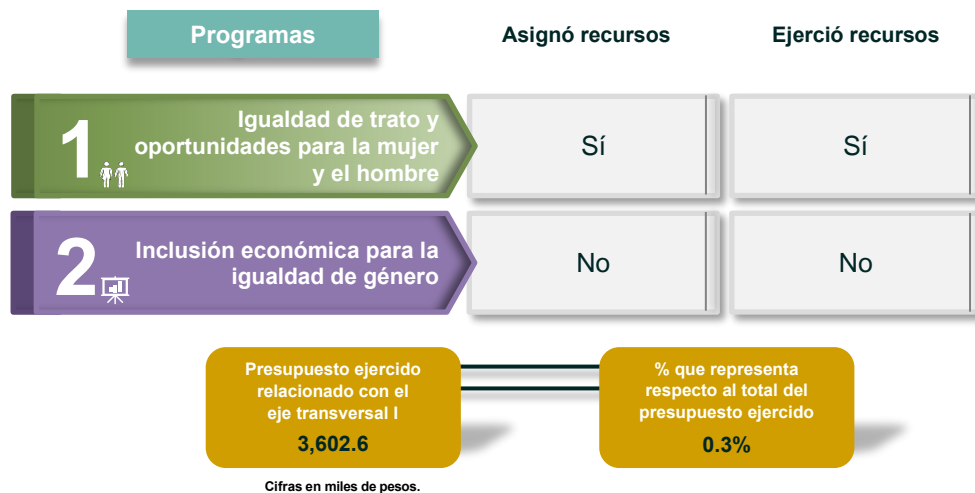 Programas
Asignó recursos
Ejerció recursos
1
Igualdad de trato y
oportunidades para la mujer
y el hombre
Sí
Sí
2
Inclusión económica para la
igualdad de género
No
No
Presupuesto ejercido
relacionado con el
eje transversal I
3,602.6
% que representa
respecto al total del
presupuesto ejercido
0.3%
Cifras en miles de pesos.